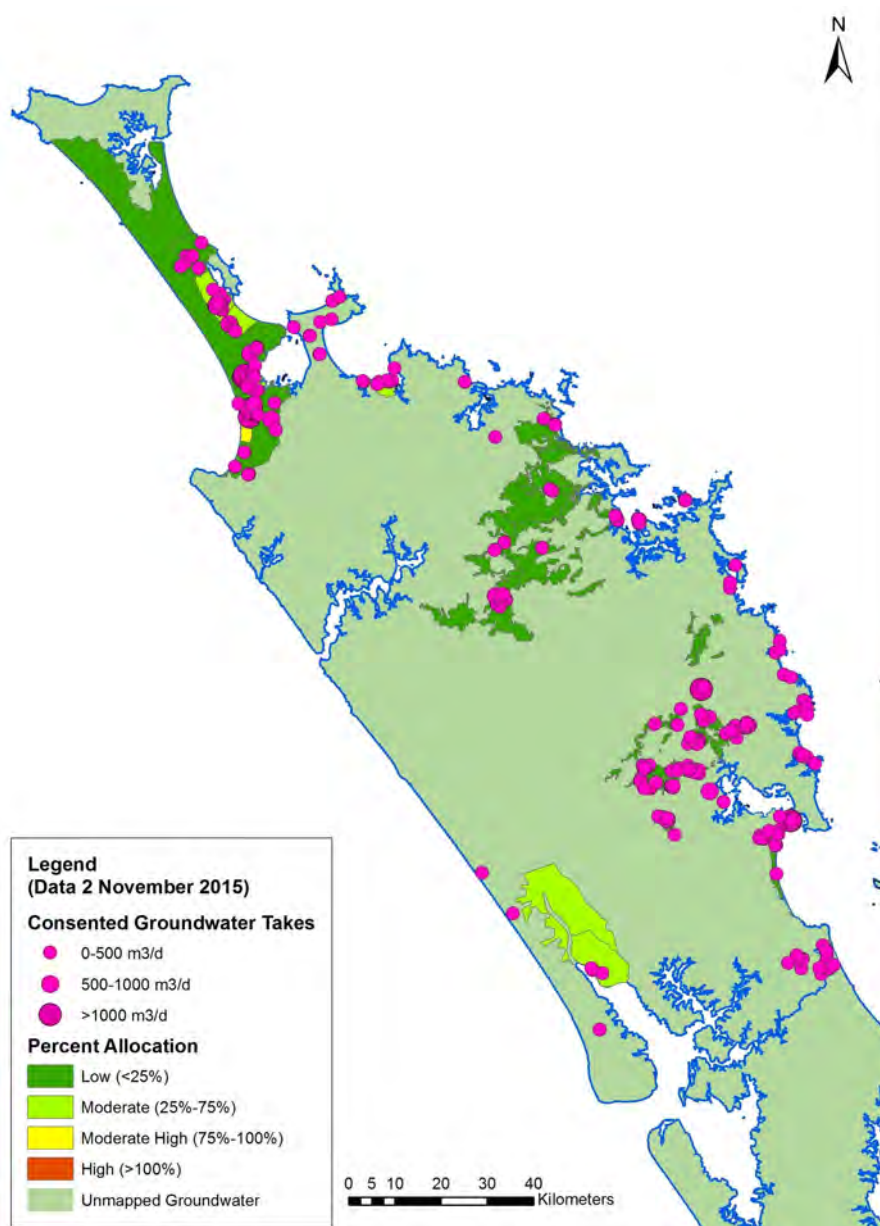 N
Legend
(Data 2 November 2015)
Consented Groundwater Takes
0-500 m3/d
500-1000 m3/d
>1000 m3/d
Percent Allocation
Low (<25%)
Moderate (25%-75%)
Moderate High (75%-100%)
High (>100%)
Unmapped Groundwater
0 5 10 20 30 40
Kilometers